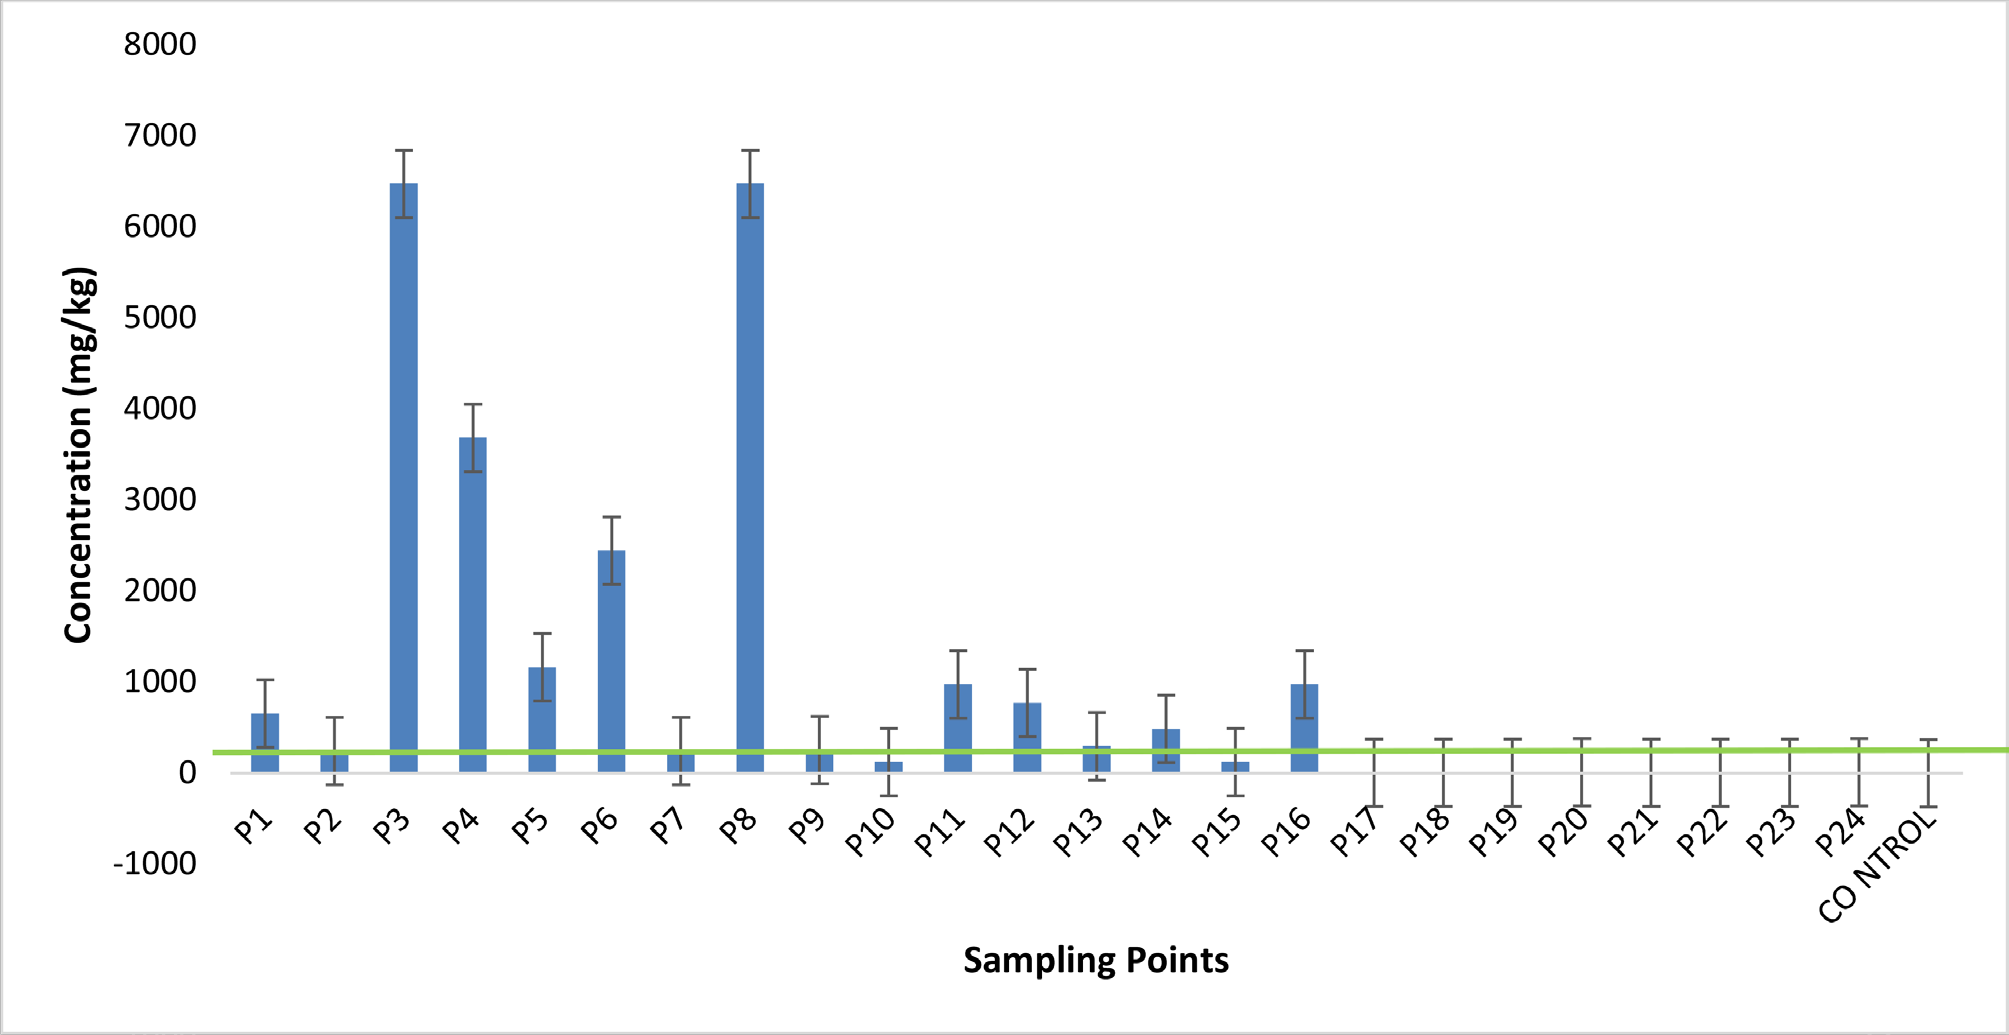 8000
7000
6000
5000
4000
3000
2000
1000
0
-1000
Concentration (mg/kg)
P1
P2
P3
P4
P5
P6
P7
P8
P9
P10
P11
P12
P13
P14
P15
P16
P17
P18
P19
P20
P21
P22
P23
P24
CO NTROL
Sampling Points